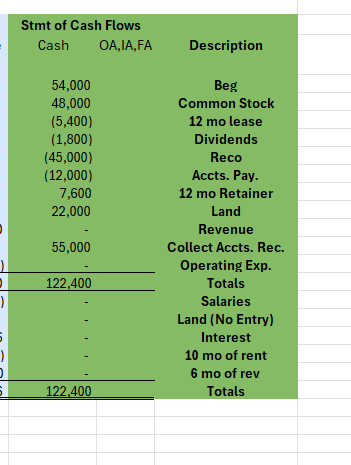 Stmt of Cash Flows
Cash OA,IA,FA Description
54,000 Beg
48,000 Common Stock
(5,400) 12 mo lease
(1,800) Dividends
(45,000) Reco
(12,000) Accts. Pay.
7,600 12 mo Retainer
22,000 Land
- Revenue
55,000 Collect Accts. Rec.
) - Operating Exp.
122,400 Totals
) - Salaries
- Land (No Entry)
- Interest
) - 10 mo of rent
- 6 mo of rev
122,400 Totals